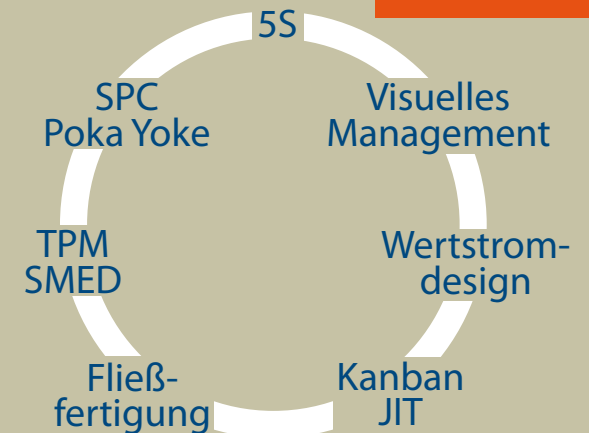 5S
Visuelles
Management
Wertstrom-
design
Kanban
JIT
Fließ-
fertigung
TPM
SMED
SPC
Poka Yoke